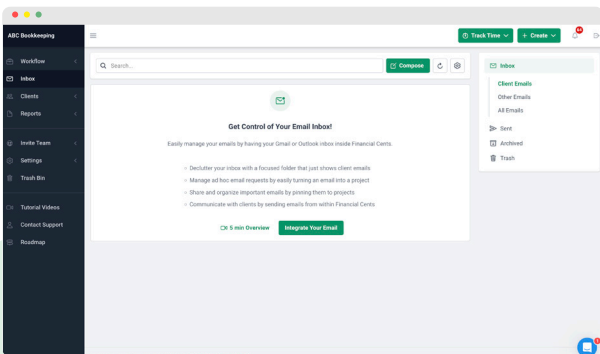 ABC Bookkeeping
Track Time
+ Create
Workflow
Inbox
Clients
Reports
Invite Team
Settings
Trash Bin
Tutorial Videos
Contact Support
Roadmap
Search...
Compose
Get Control of Your Email Inbox!
Easily manage your emails by having your Gmail or Outlook inbox inside Financial Cents.
Declutter your inbox with a focused folder that just shows client emails
Manage ad hoc email requests by easily turning an email into a project
Share and organize important emails by pinning them to projects
Communicate with clients by sending emails from within Financial Cents
5 min Overview
Integrate Your Email
Inbox
Client Emails
Other Emails
All Emails
Sent
Archived
Trash